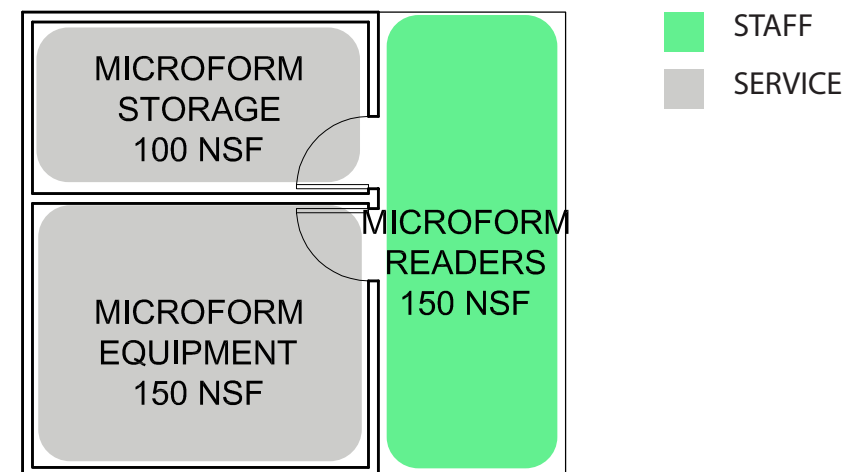 MICROFORM
STORAGE
100 NSF
MICROFORM
EQUIPMENT
150 NSF
MICROFORM
READERS
150 NSF
STAFF
SERVICE